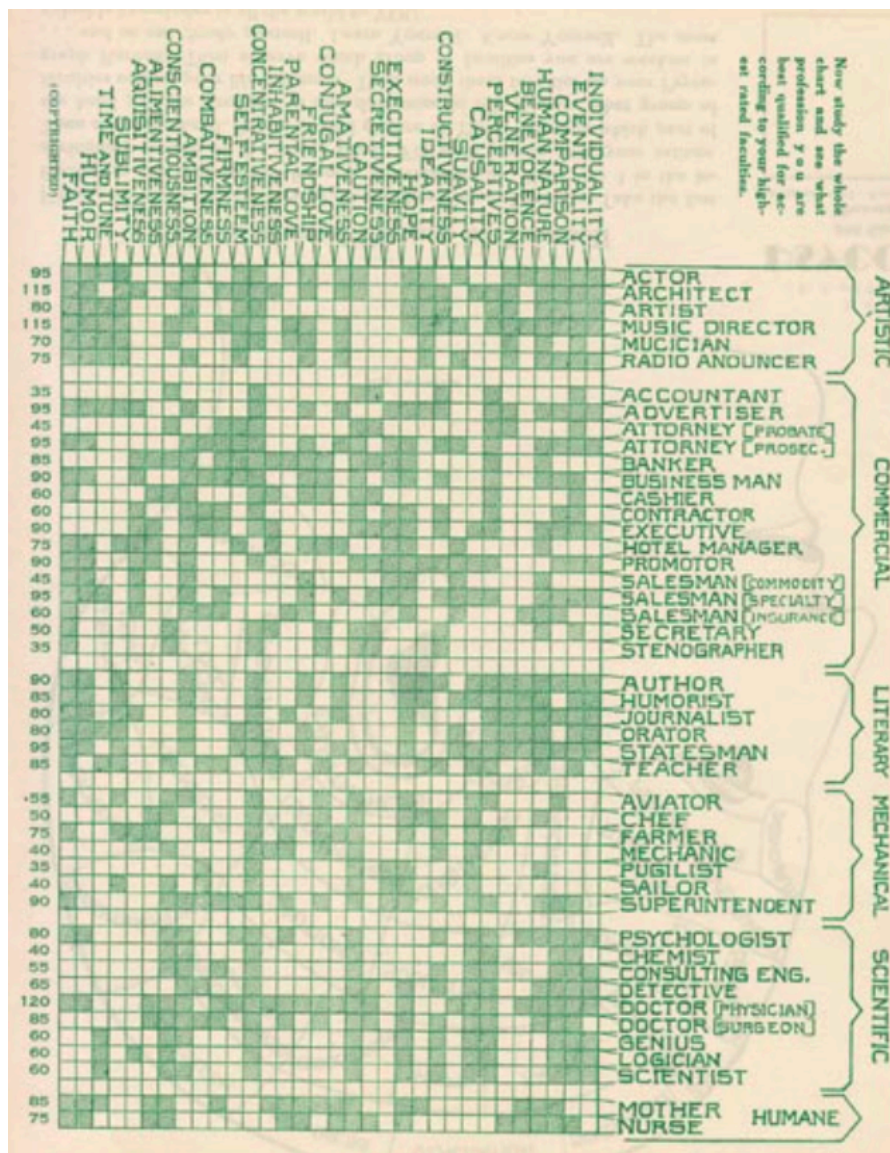 Now study the whole
chart and see what
profession you are
best qualified for ac-
cording to your high-
est rated faculties.
FAITH
HUMOR
TIME AND TUNE
SUBLIMITY
AQUISITIVENESS
ALIMENTIVENESS
CONSCIENTIOUSNESS
AMBITION
COMBATIVENESS
FIRMNESS
SELF-ESTEEM
CONCENTRATIVENESS
INHABITIVENESS
PARENTAL LOVE
FRIENDSHIP
CONJUGAL LOVE
AMATIVENESS
CAUTION
SECRETIVENESS
EXECUTIVENESS
HOPE
IDEALITY
CONSTRUCTIVENESS
SUAVITY
CAUSALITY
PERCEPTIVES
VENERATION
BENEVOLENCE
HUMAN NATURE
COMPARISON
EVENTUALITY
INDIVIDUALITY
ARTISTIC
95 ACTOR
115 ARCHITECT
80 ARTIST
115 MUSIC DIRECTOR
70 MUCICIAN
75 RADIO ANOUNCER
COMMERCIAL
35 ACCOUNTANT
95 ADVERTISER
45 ATTORNEY [PROBATE]
95 ATTORNEY [PROSEC.]
85 BANKER
90 BUSINESS MAN
60 CASHIER
60 CONTRACTOR
90 EXECUTIVE
75 HOTEL MANAGER
90 PROMOTOR
45 SALESMAN [COMMODITY]
95 SALESMAN [SPECIALTY]
60 SALESMAN [INSURANCE]
50 SECRETARY
35 STENOGRAPHER
LITERARY
90 AUTHOR
85 HUMORIST
80 JOURNALIST
80 ORATOR
95 STATESMAN
85 TEACHER
MECHANICAL
55 AVIATOR
50 CHEF
75 FARMER
40 MECHANIC
35 PUGILIST
40 SAILOR
90 SUPERINTENDENT
SCIENTIFIC
80 PSYCHOLOGIST
40 CHEMIST
55 CONSULTING ENG.
65 DETECTIVE
120 DOCTOR [PHYSICIAN]
85 DOCTOR [SURGEON]
60 GENIUS
60 LOGICIAN
60 SCIENTIST
HUMANE
85 MOTHER
75 NURSE